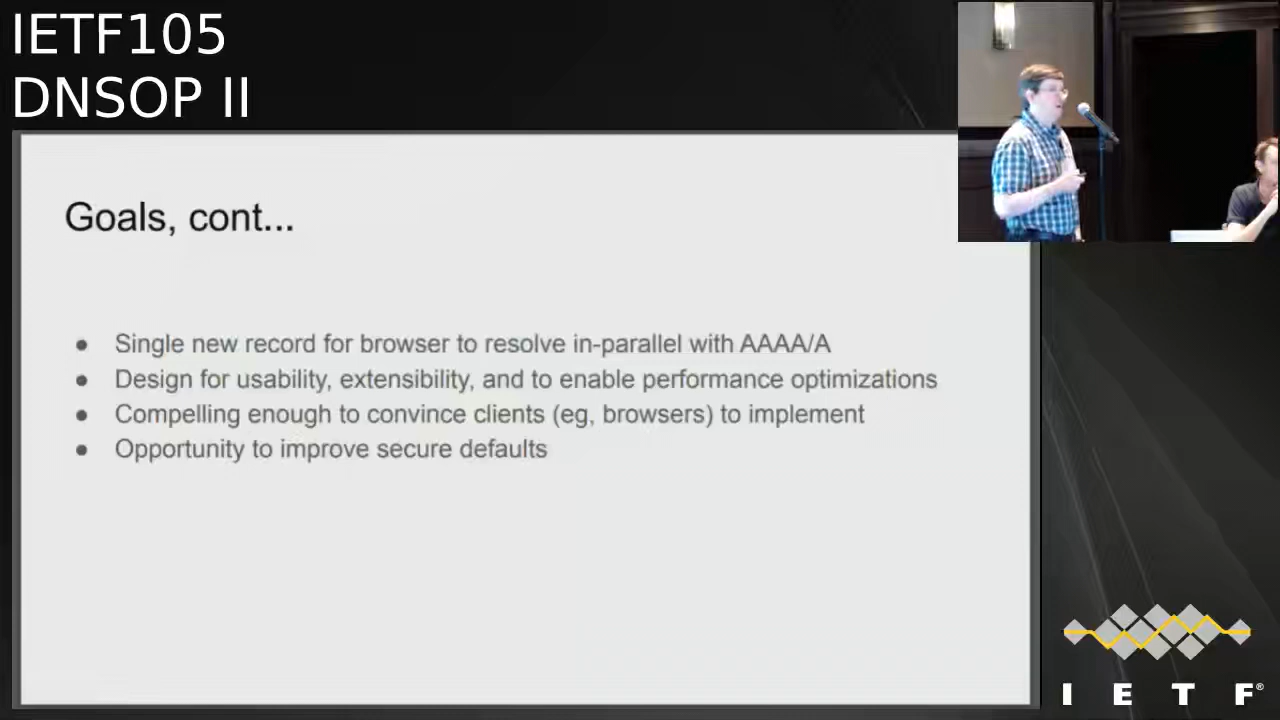 IETF105
DNSOP II
Goals, cont...
● Single new record for browser to resolve in-parallel with AAAA/A
● Design for usability, extensibility, and to enable performance optimizations
● Compelling enough to convince clients (eg, browsers) to implement
● Opportunity to improve secure defaults
I E T F®